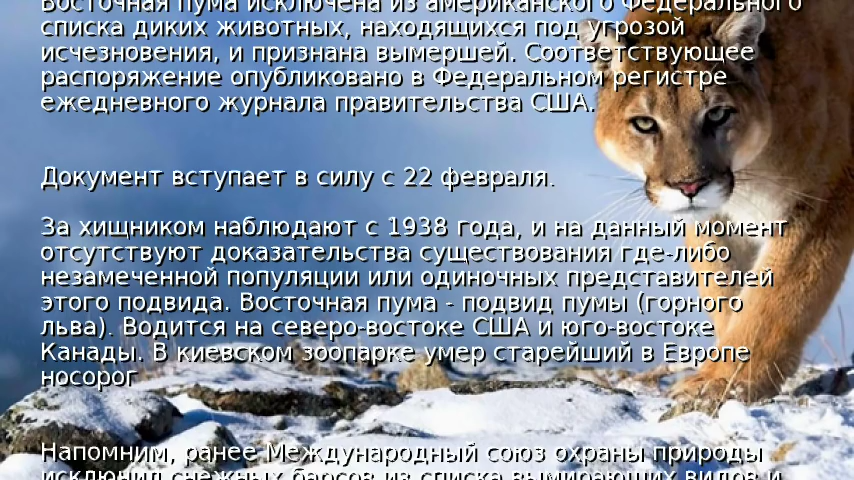 Восточная пума исключена из американского Федерального
списка диких животных, находящихся под угрозой
исчезновения, и признана вымершей. Соответствующее
распоряжение опубликовано в Федеральном регистре
ежедневного журнала правительства США.
Документ вступает в силу с 22 февраля.
За хищником наблюдают с 1938 года, и на данный момент
отсутствуют доказательства существования где-либо
незамеченной популяции или одиночных представителей
этого подвида. Восточная пума - подвид пумы (горного
льва). Водится на северо-востоке США и юго-востоке
Канады. В киевском зоопарке умер старейший в Европе
носорог
Напомним, ранее Международный союз охраны природы
исключил снежных барсов из списка вымирающих видов и